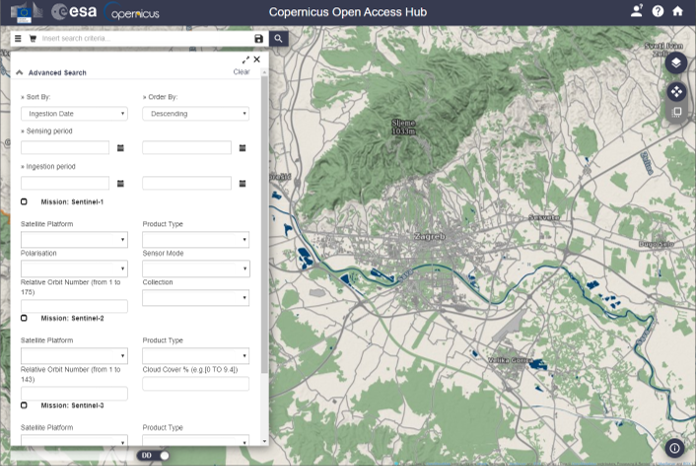 esa
opernicus
Copernicus Open Access Hub
Insert search criteria...
Advanced Search
Clear
» Sort By:
» Order By:
Ingestion Date
Descending
» Sensing period
» Ingestion period
Mission: Sentinel-1
Satellite Platform
Product Type
Polarisation
Sensor Mode
Relative Orbit Number (from 1 to
175)
Collection
Mission: Sentinel-2
Satellite Platform
Product Type
Relative Orbit Number (from 1 to
143)
Cloud Cover % (e.g.[0 TO 9.4])
Mission: Sentinel-3
Satellite Platform
Product Type
DD
Sljeme
1033m
Zagreb
Sesvete
Dugo Selo
Velika Gorica
Sveti Ivan